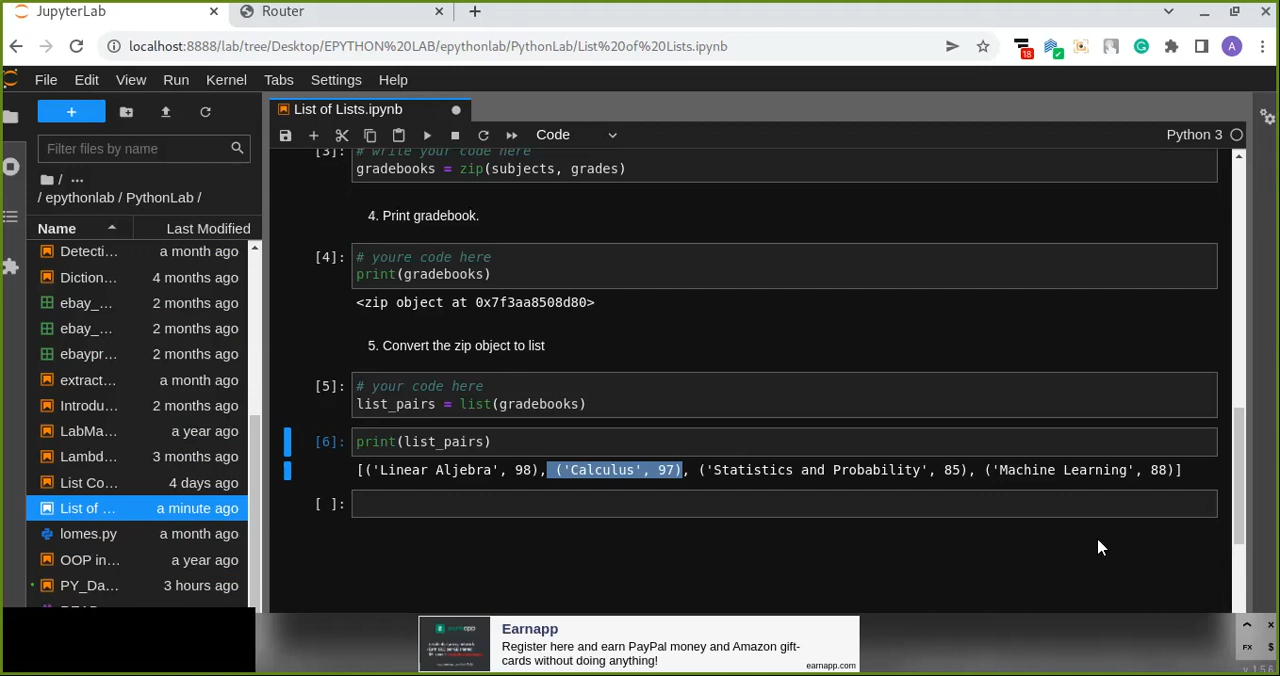 JupyterLab
Router
localhost:8888/lab/tree/Desktop/EPYTHON%20LAB/epythonlab/PythonLab/List%20of%20Lists.ipynb
18
A
File Edit View Run Kernel Tabs Settings Help
List of Lists.ipynb
Code
Python 3
Filter files by name
/ ...
/ epythonlab / PythonLab /
Name Last Modified
Detecti... a month ago
Diction... 4 months ago
ebay_... 2 months ago
ebay_... 2 months ago
ebaypr... 2 months ago
extract... a month ago
Introdu... 2 months ago
LabMa... a year ago
Lambd... 3 months ago
List Co... 4 days ago
List of ... a minute ago
lomes.py a month ago
OOP in... a year ago
PY_Da... 3 hours ago
[3]: # write your code here
gradebooks = zip(subjects, grades)
4. Print gradebook.
[4]: # youre code here
print(gradebooks)
<zip object at 0x7f3aa8508d80>
5. Convert the zip object to list
[5]: # your code here
list_pairs = list(gradebooks)
[6]: print(list_pairs)
[('Linear Aljebra', 98), ('Calculus', 97), ('Statistics and Probability', 85), ('Machine Learning', 88)]
[ ]:
Earnapp
Register here and earn PayPal money and Amazon gift-
cards without doing anything!
earnapp.com
FX $
v 1.5.6